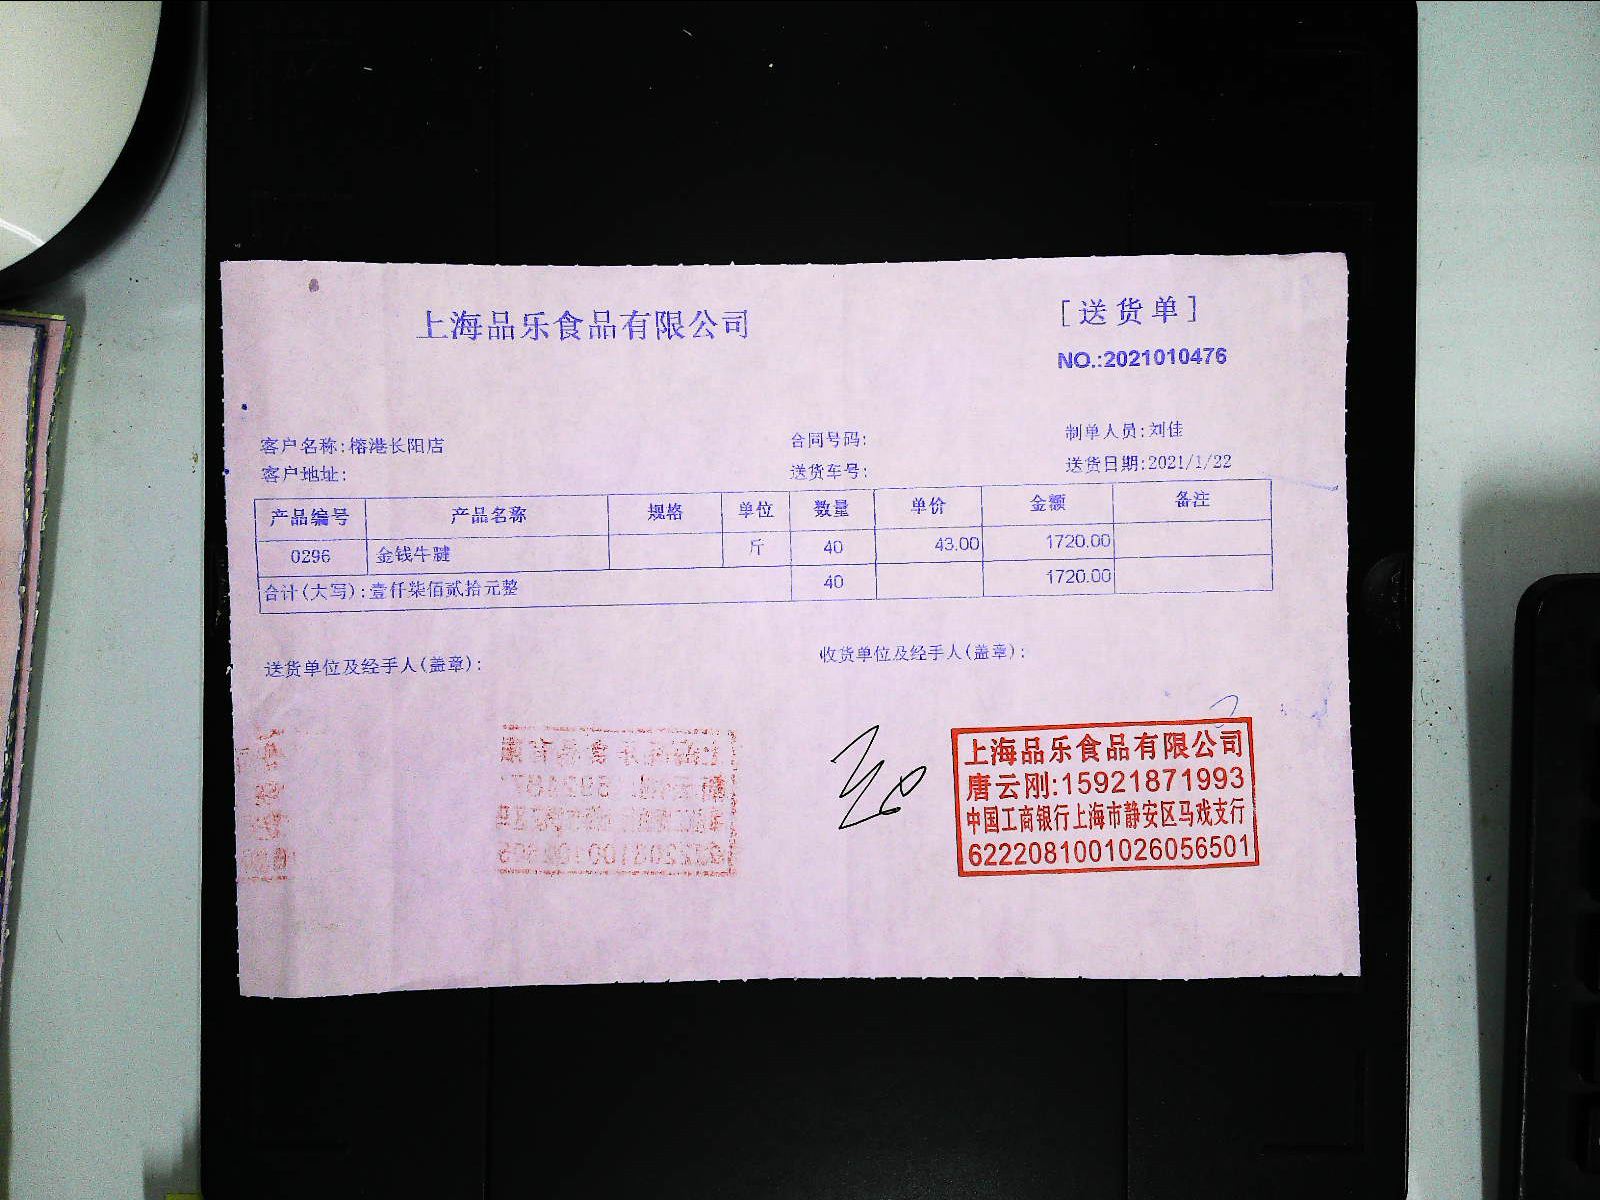 上海品乐食品有限公司
[送货单]
NO.:2021010476
客户名称:榕港长阳店 合同号码: 制单人员:刘佳
客户地址: 送货车号: 送货日期:2021/1/22
产品编号 产品名称 规格 单位 数量 单价 金额 备注
0296 金钱牛腱 斤 40 43.00 1720.00
合计(大写):壹仟柒佰贰拾元整 40 1720.00
送货单位及经手人(盖章): 收货单位及经手人(盖章):
上海品乐食品有限公司
唐云刚:15921871993
中国工商银行上海市静安区马戏支行
6222081001026056501